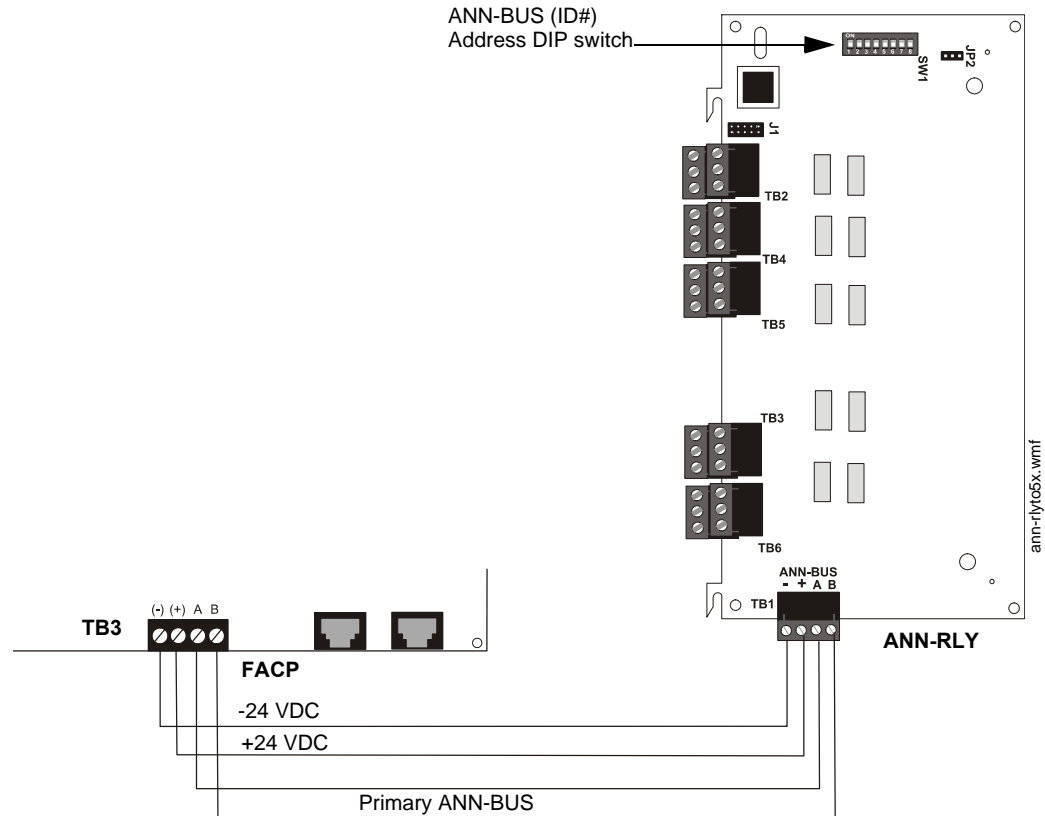 ANN-BUS (ID#)
Address DIP switch
ON
1 2 3 4 5 6 7 8
SW1
JP2
J1
TB2
TB4
TB5
TB3
TB6
ann-rlyto5x.wmf
ANN-BUS
- + A B
TB1
ANN-RLY
(-) (+) A B
TB3
FACP
-24 VDC
+24 VDC
Primary ANN-BUS